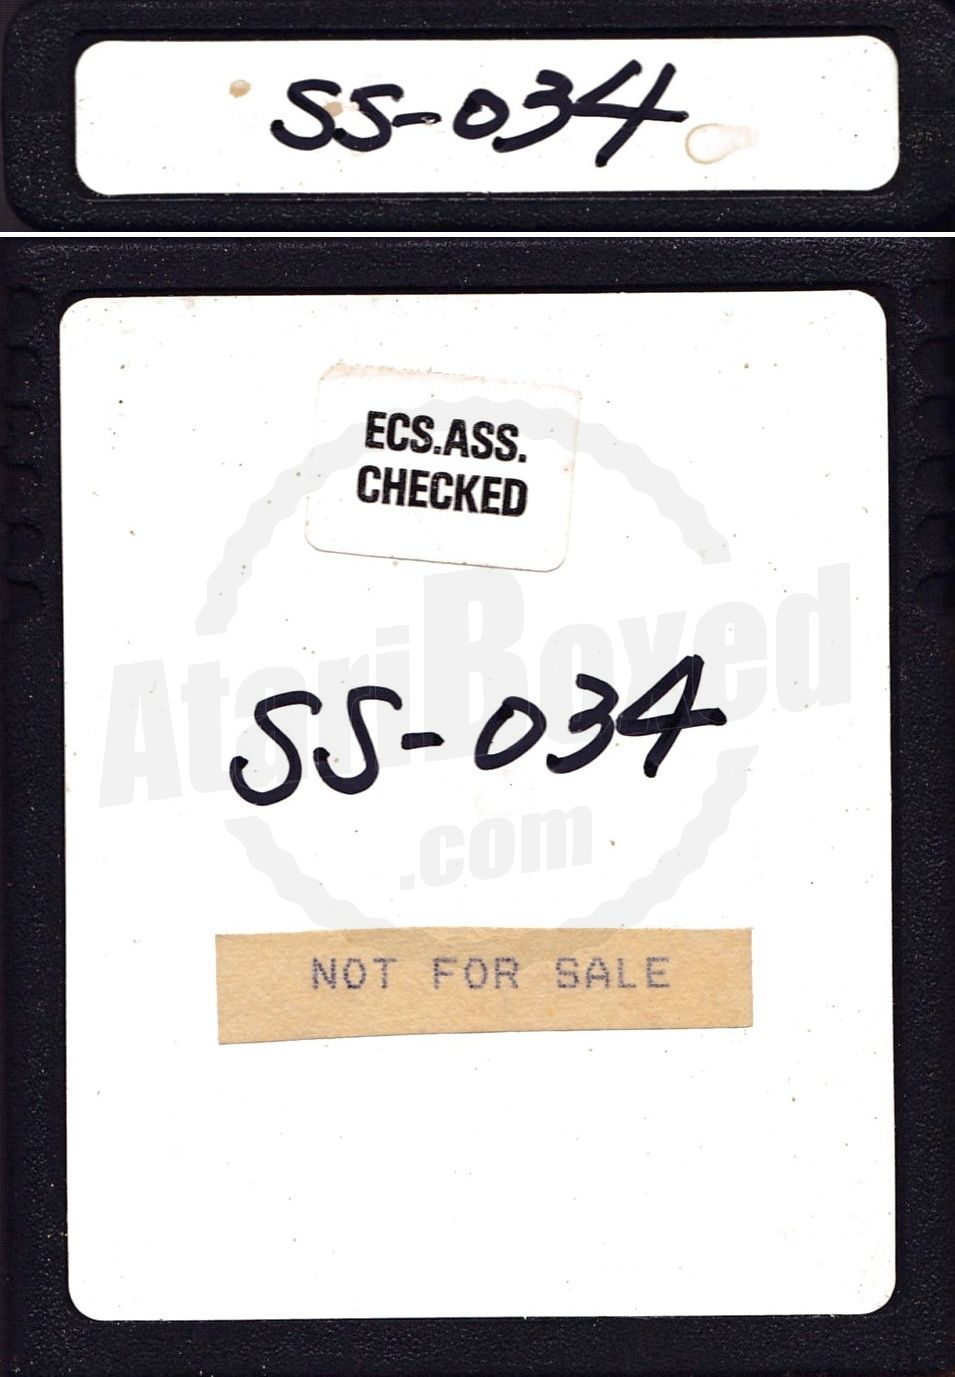 SS-034
ECS.ASS.
CHECKED
AtariBoxed
SS-034
.com
NOT FOR SALE